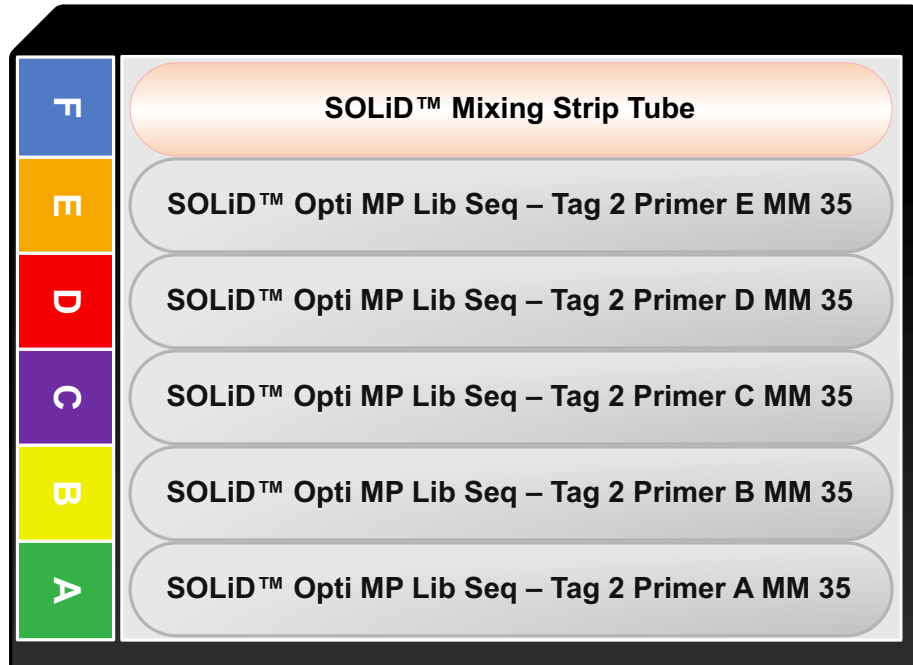 F
SOLiD™ Mixing Strip Tube
E
SOLiD™ Opti MP Lib Seq – Tag 2 Primer E MM 35
D
SOLiD™ Opti MP Lib Seq – Tag 2 Primer D MM 35
C
SOLiD™ Opti MP Lib Seq – Tag 2 Primer C MM 35
B
SOLiD™ Opti MP Lib Seq – Tag 2 Primer B MM 35
A
SOLiD™ Opti MP Lib Seq – Tag 2 Primer A MM 35